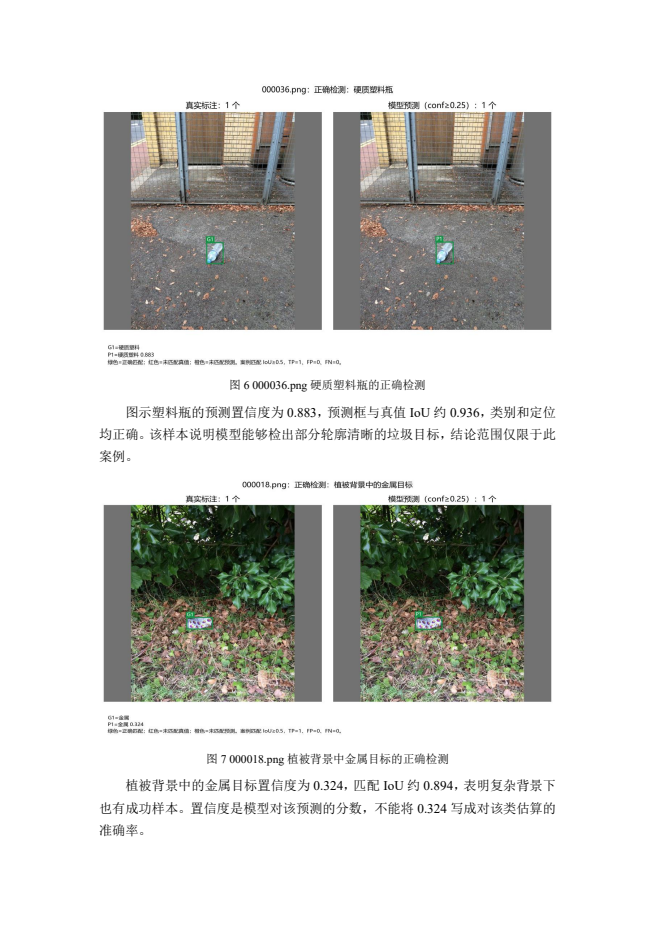 000036.png：正确检测：硬质塑料瓶
真实标注：1 个
模型预测（conf≥0.25）：1 个
G1
P1
G1=硬质塑料
P1=硬质塑料 0.883
绿色=正确匹配；红色=未匹配真值；橙色=未匹配预测。案例匹配 IoU≥0.5，TP=1，FP=0，FN=0。
图 6 000036.png 硬质塑料瓶的正确检测
图示塑料瓶的预测置信度为 0.883，预测框与真值 IoU 约 0.936，类别和定位
均正确。该样本说明模型能够检出部分轮廓清晰的垃圾目标，结论范围仅限于此
案例。
000018.png：正确检测：植被背景中的金属目标
真实标注：1 个
模型预测（conf≥0.25）：1 个
G1
P1
G1=金属
P1=金属 0.324
绿色=正确匹配；红色=未匹配真值；橙色=未匹配预测。案例匹配 IoU≥0.5，TP=1，FP=0，FN=0。
图 7 000018.png 植被背景中金属目标的正确检测
植被背景中的金属目标置信度为 0.324，匹配 IoU 约 0.894，表明复杂背景下
也有成功样本。置信度是模型对该预测的分数，不能将 0.324 写成对该类估算的
准确率。